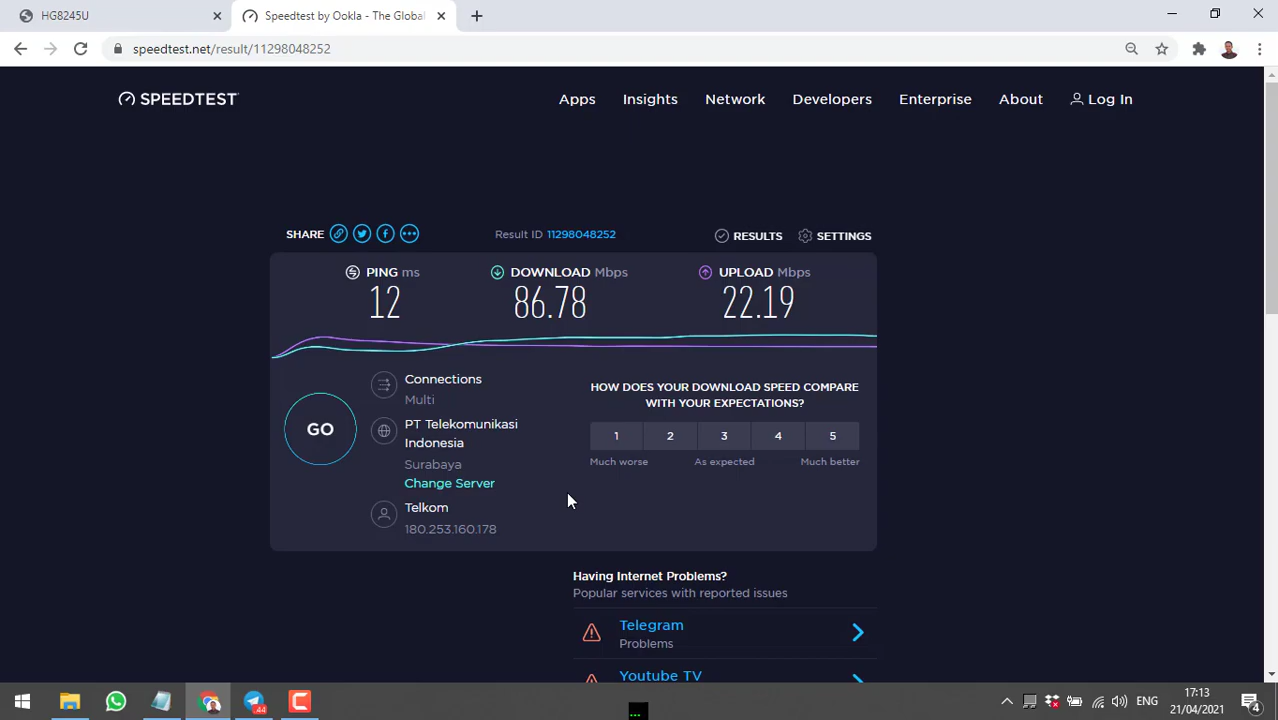 HG8245U
Speedtest by Ookla - The Globa
speedtest.net/result/11298048252
SPEEDTEST
Apps Insights Network Developers Enterprise About Log In
SHARE
Result ID 11298048252
RESULTS SETTINGS
PING ms
12
DOWNLOAD Mbps
86.78
UPLOAD Mbps
22.19
GO
Connections
Multi
PT Telekomunikasi
Indonesia
Surabaya
Change Server
Telkom
180.253.160.178
HOW DOES YOUR DOWNLOAD SPEED COMPARE
WITH YOUR EXPECTATIONS?
1 2 3 4 5
Much worse As expected Much better
Having Internet Problems?
Popular services with reported issues
Telegram
Problems
Youtube TV
44
ENG
17:13
21/04/2021
4